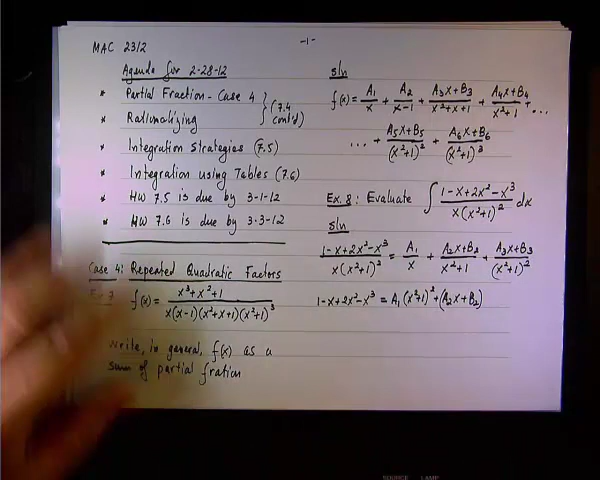 -1-
MAC 2312
Agenda for 2-28-12
* Partial Fraction - Case 4 } (7.4
* Rationalizing } cont'd)
* Integration Strategies (7.5)
* Integration using Tables (7.6)
* HW 7.5 is due by 3-1-12
* HW 7.6 is due by 3-3-12
Case 4: Repeated Quadratic Factors
Ex. 7 f(x) = (x³+x²+1)/(x(x-1)(x²+x+1)(x²+1)³)
Write, in general, f(x) as a
sum of partial fration
sln
f(x) = A₁/x + A₂/(x-1) + (A₃x+B₃)/(x²+x+1) + (A₄x+B₄)/(x²+1) + ...
... + (A₅x+B₅)/(x²+1)² + (A₆x+B₆)/(x²+1)³
Ex. 8: Evaluate ∫ (1-x+2x²-x³)/(x(x²+1)²) dx
sln
(1-x+2x²-x³)/(x(x²+1)²) = A₁/x + (A₂x+B₂)/(x²+1) + (A₃x+B₃)/(x²+1)²
1-x+2x²-x³ = A₁(x²+1)²+(A₂x+B₂)
SOURCE LAMP